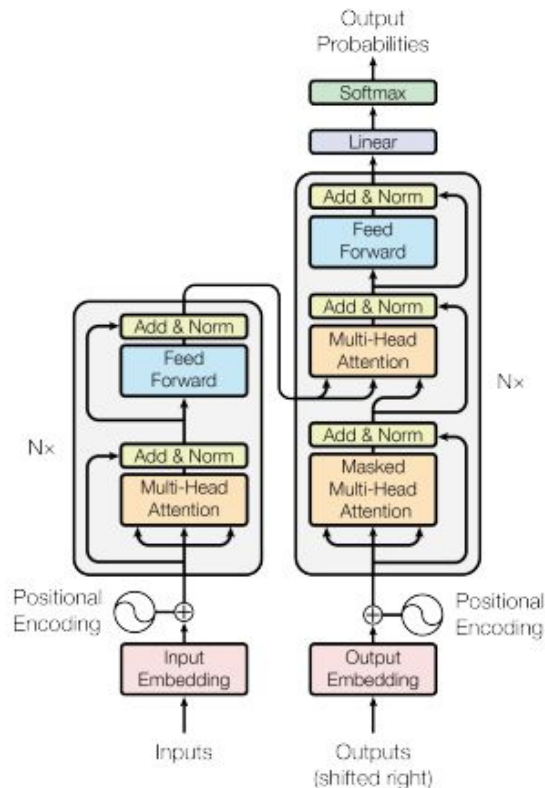 Output
Probabilities
Softmax
Linear
Add & Norm
Feed
Forward
Add & Norm
Multi-Head
Attention
Add & Norm
Masked
Multi-Head
Attention
N×
Add & Norm
Feed
Forward
Add & Norm
Multi-Head
Attention
N×
Positional
Encoding
Positional
Encoding
Input
Embedding
Output
Embedding
Inputs
Outputs
(shifted right)